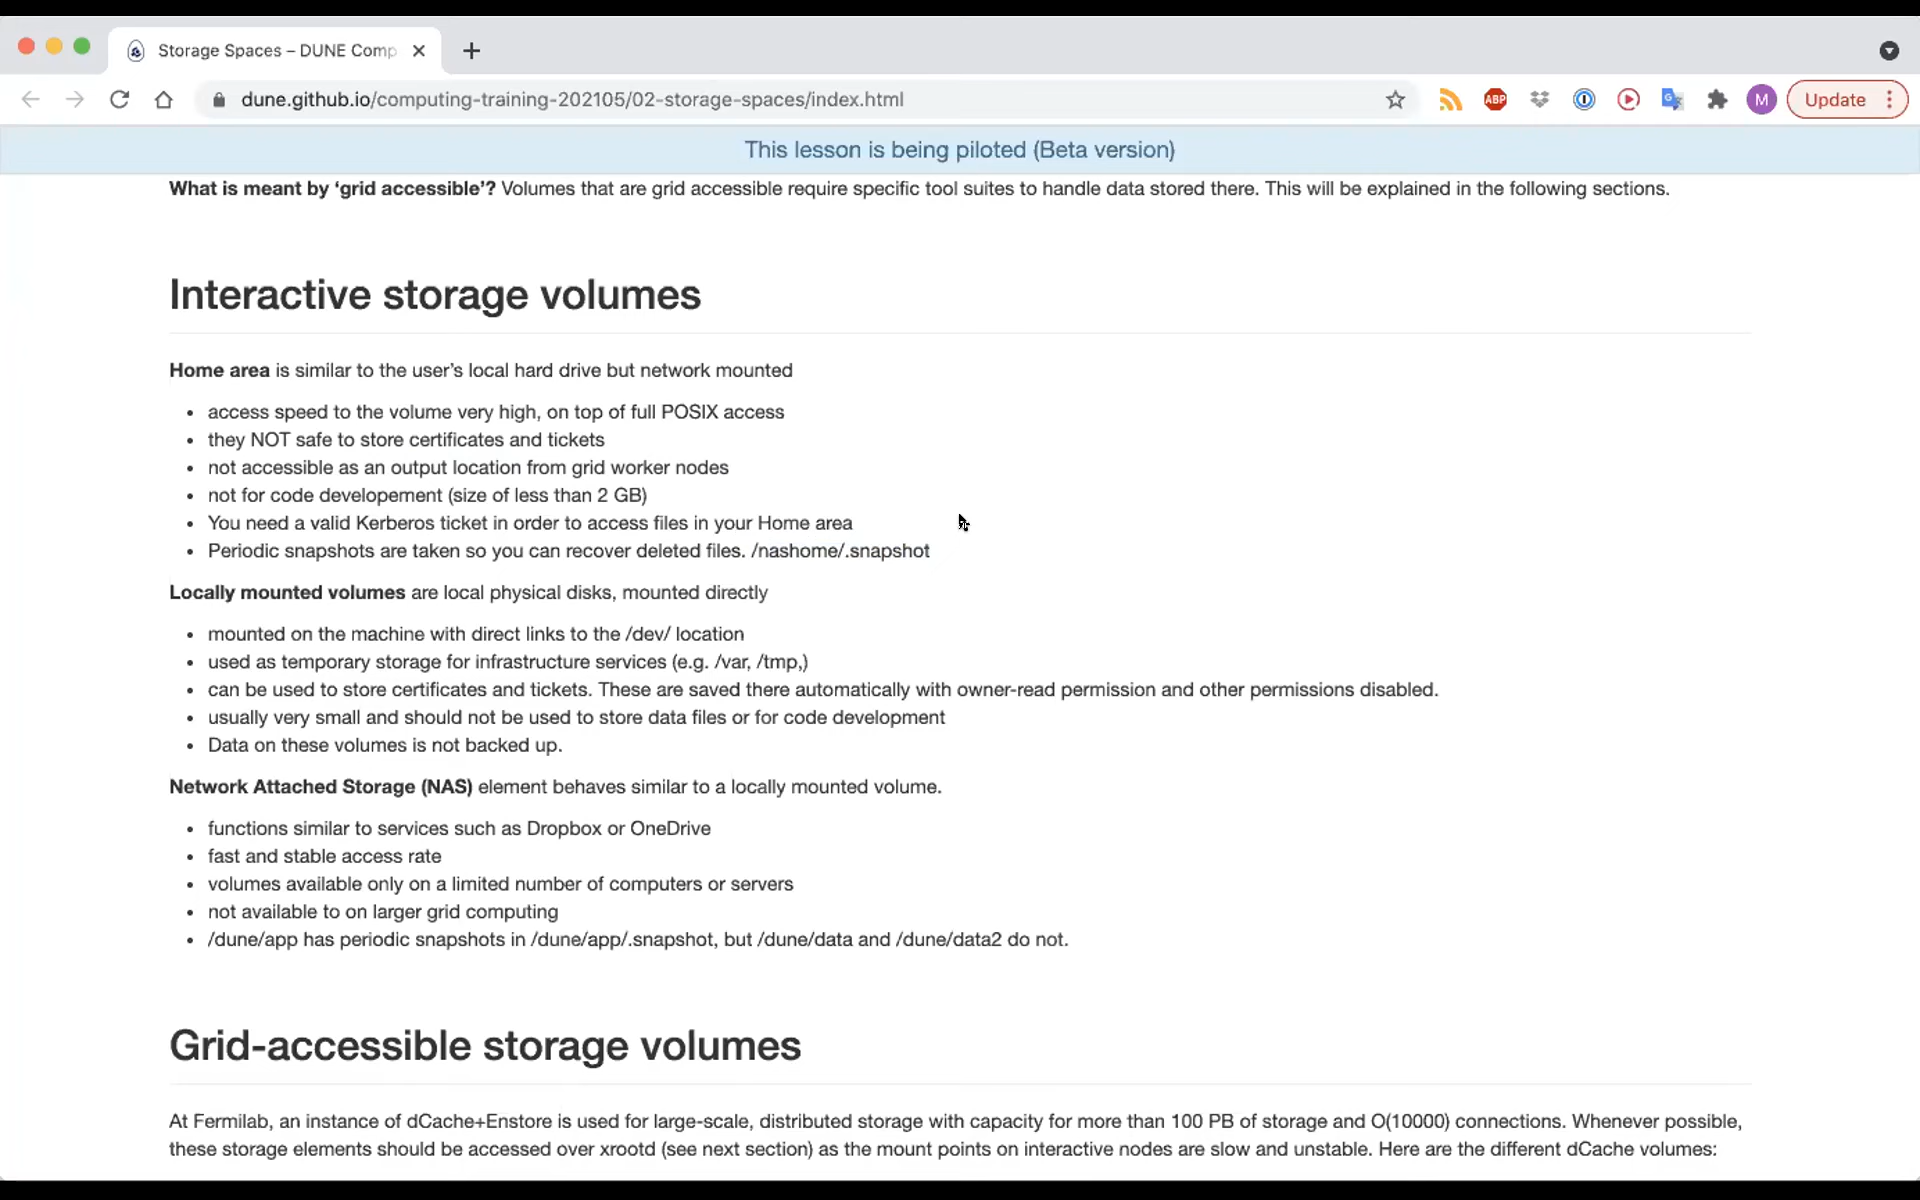 Storage Spaces – DUNE Comp
dune.github.io/computing-training-202105/02-storage-spaces/index.html
ABP
M
Update
This lesson is being piloted (Beta version)
What is meant by ‘grid accessible’? Volumes that are grid accessible require specific tool suites to handle data stored there. This will be explained in the following sections.
Interactive storage volumes
Home area is similar to the user’s local hard drive but network mounted
• access speed to the volume very high, on top of full POSIX access
• they NOT safe to store certificates and tickets
• not accessible as an output location from grid worker nodes
• not for code developement (size of less than 2 GB)
• You need a valid Kerberos ticket in order to access files in your Home area
• Periodic snapshots are taken so you can recover deleted files. /nashome/.snapshot
Locally mounted volumes are local physical disks, mounted directly
• mounted on the machine with direct links to the /dev/ location
• used as temporary storage for infrastructure services (e.g. /var, /tmp,)
• can be used to store certificates and tickets. These are saved there automatically with owner-read permission and other permissions disabled.
• usually very small and should not be used to store data files or for code development
• Data on these volumes is not backed up.
Network Attached Storage (NAS) element behaves similar to a locally mounted volume.
• functions similar to services such as Dropbox or OneDrive
• fast and stable access rate
• volumes available only on a limited number of computers or servers
• not available to on larger grid computing
• /dune/app has periodic snapshots in /dune/app/.snapshot, but /dune/data and /dune/data2 do not.
Grid-accessible storage volumes
At Fermilab, an instance of dCache+Enstore is used for large-scale, distributed storage with capacity for more than 100 PB of storage and O(10000) connections. Whenever possible,
these storage elements should be accessed over xrootd (see next section) as the mount points on interactive nodes are slow and unstable. Here are the different dCache volumes: